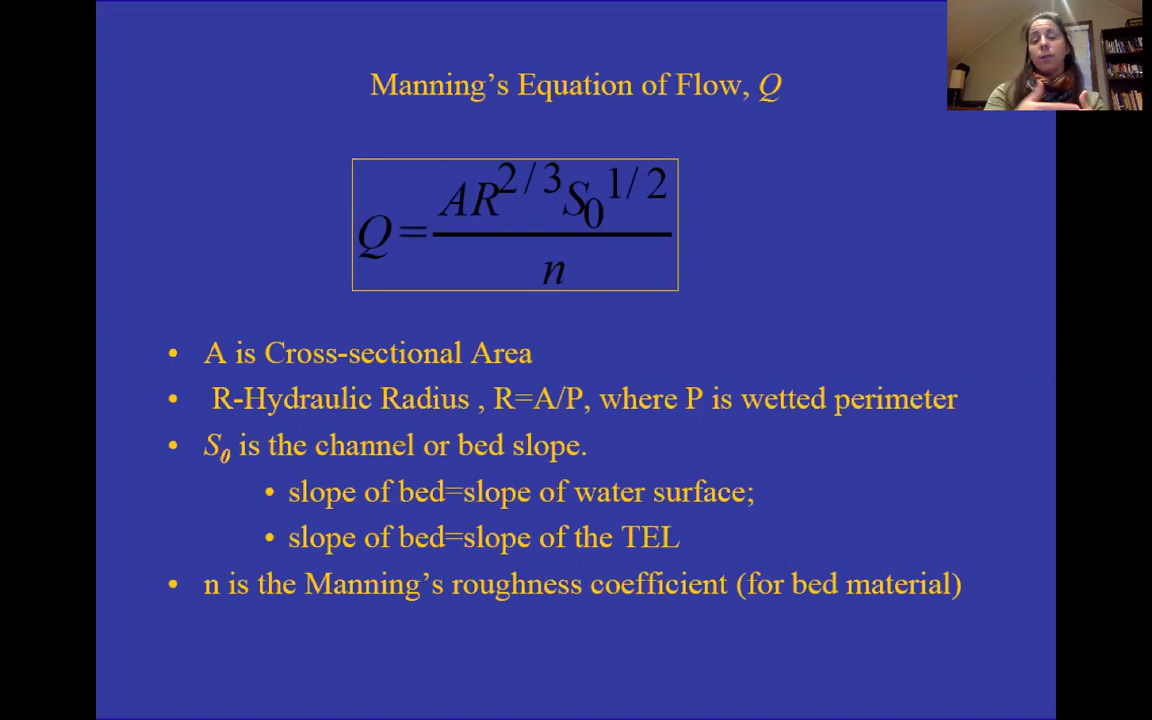 Manning's Equation of Flow, Q
Q = AR^2/3 S_0^1/2 / n
• A is Cross-sectional Area
• R-Hydraulic Radius , R=A/P, where P is wetted perimeter
• S_0 is the channel or bed slope.
• slope of bed=slope of water surface;
• slope of bed=slope of the TEL
• n is the Manning's roughness coefficient (for bed material)